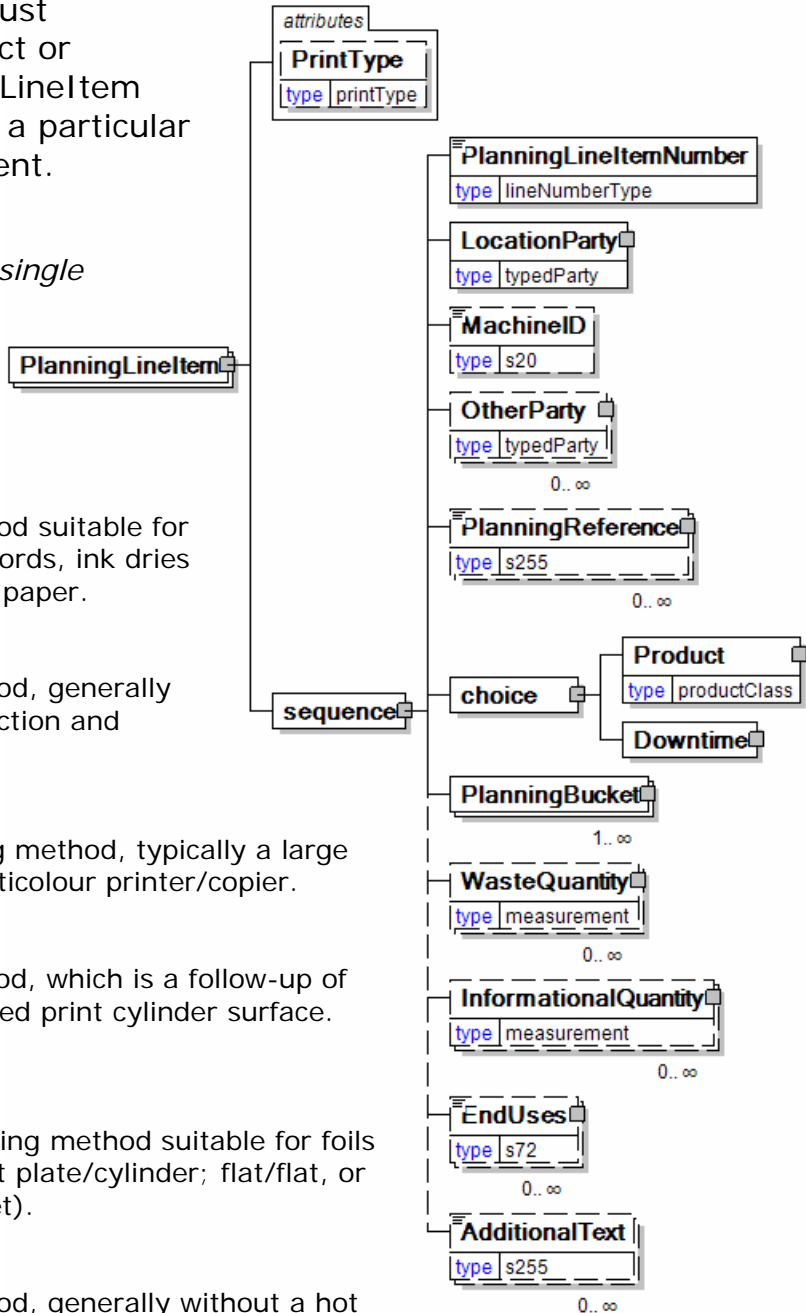 ust
ct or
LineItem
a particular
ent.
single
od suitable for
ords, ink dries
paper.
od, generally
ction and
g method, typically a large
ticolour printer/copier.
od, which is a follow-up of
ed print cylinder surface.
ing method suitable for foils
t plate/cylinder; flat/flat, or
et).
od, generally without a hot
PlanningLineItem
attributes
PrintType
type printType
sequence
PlanningLineItemNumber
type lineNumberType
LocationParty
type typedParty
MachineID
type s20
OtherParty
type typedParty
0.. ∞
PlanningReference
type s255
0.. ∞
choice
Product
type productClass
Downtime
PlanningBucket
1.. ∞
WasteQuantity
type measurement
0.. ∞
InformationalQuantity
type measurement
0.. ∞
EndUses
type s72
0.. ∞
AdditionalText
type s255
0.. ∞